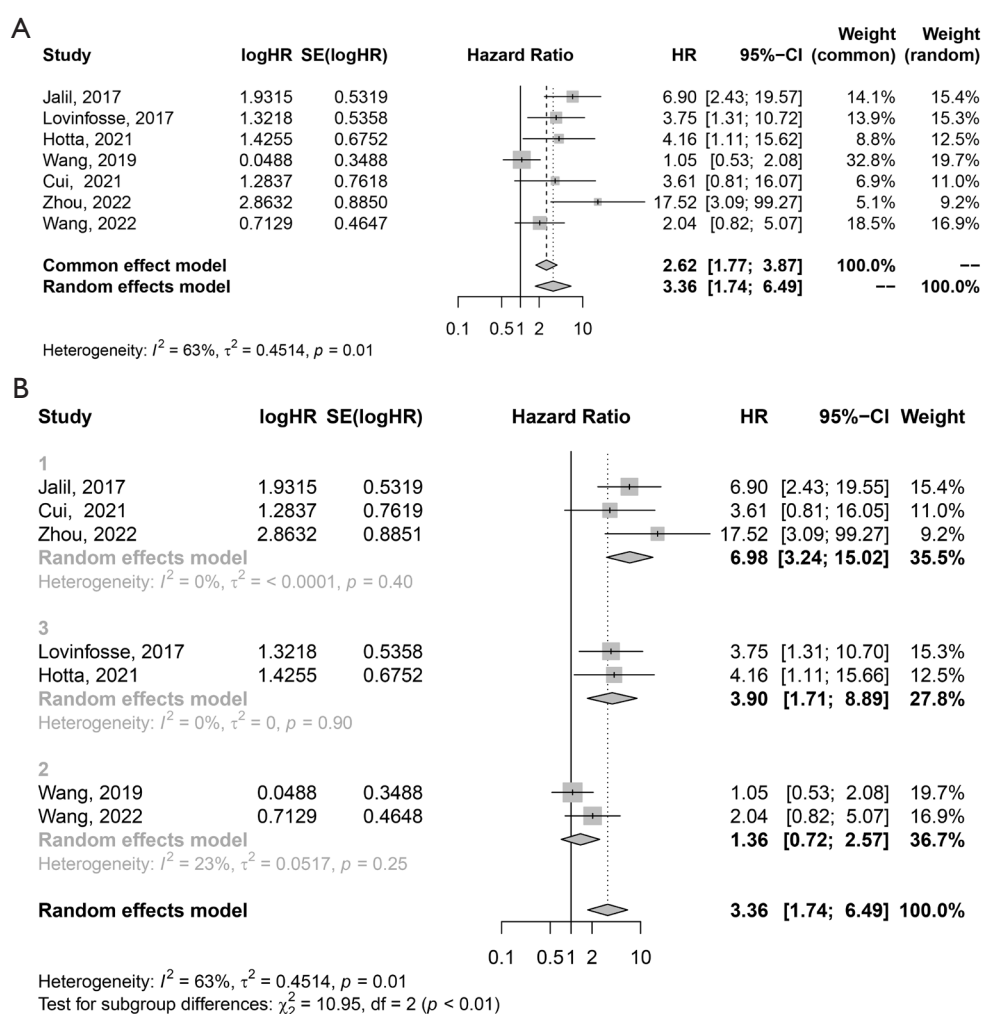 A
Weight Weight
Study logHR SE(logHR) Hazard Ratio HR 95%−CI (common) (random)
Jalil, 2017 1.9315 0.5319 6.90 [2.43; 19.57] 14.1% 15.4%
Lovinfosse, 2017 1.3218 0.5358 3.75 [1.31; 10.72] 13.9% 15.3%
Hotta, 2021 1.4255 0.6752 4.16 [1.11; 15.62] 8.8% 12.5%
Wang, 2019 0.0488 0.3488 1.05 [0.53; 2.08] 32.8% 19.7%
Cui, 2021 1.2837 0.7618 3.61 [0.81; 16.07] 6.9% 11.0%
Zhou, 2022 2.8632 0.8850 17.52 [3.09; 99.27] 5.1% 9.2%
Wang, 2022 0.7129 0.4647 2.04 [0.82; 5.07] 18.5% 16.9%
Common effect model 2.62 [1.77; 3.87] 100.0% −−
Random effects model 3.36 [1.74; 6.49] −− 100.0%
0.1 0.5 1 2 10
Heterogeneity: I² = 63%, τ² = 0.4514, p = 0.01
B
Study logHR SE(logHR) Hazard Ratio HR 95%−CI Weight
1
Jalil, 2017 1.9315 0.5319 6.90 [2.43; 19.55] 15.4%
Cui, 2021 1.2837 0.7619 3.61 [0.81; 16.05] 11.0%
Zhou, 2022 2.8632 0.8851 17.52 [3.09; 99.27] 9.2%
Random effects model 6.98 [3.24; 15.02] 35.5%
Heterogeneity: I² = 0%, τ² = < 0.0001, p = 0.40
3
Lovinfosse, 2017 1.3218 0.5358 3.75 [1.31; 10.70] 15.3%
Hotta, 2021 1.4255 0.6752 4.16 [1.11; 15.66] 12.5%
Random effects model 3.90 [1.71; 8.89] 27.8%
Heterogeneity: I² = 0%, τ² = 0, p = 0.90
2
Wang, 2019 0.0488 0.3488 1.05 [0.53; 2.08] 19.7%
Wang, 2022 0.7129 0.4648 2.04 [0.82; 5.07] 16.9%
Random effects model 1.36 [0.72; 2.57] 36.7%
Heterogeneity: I² = 23%, τ² = 0.0517, p = 0.25
Random effects model 3.36 [1.74; 6.49] 100.0%
0.1 0.5 1 2 10
Heterogeneity: I² = 63%, τ² = 0.4514, p = 0.01
Test for subgroup differences: χ²₂ = 10.95, df = 2 (p < 0.01)